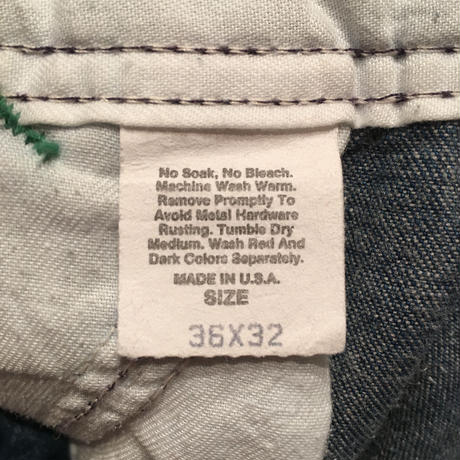 No Soak, No Bleach.
Machine Wash Warm.
Remove Promptly To
Avoid Metal Hardware
Rusting. Tumble Dry
Medium. Wash Red And
Dark Colors Separately.
MADE IN U.S.A.
SIZE
36X32